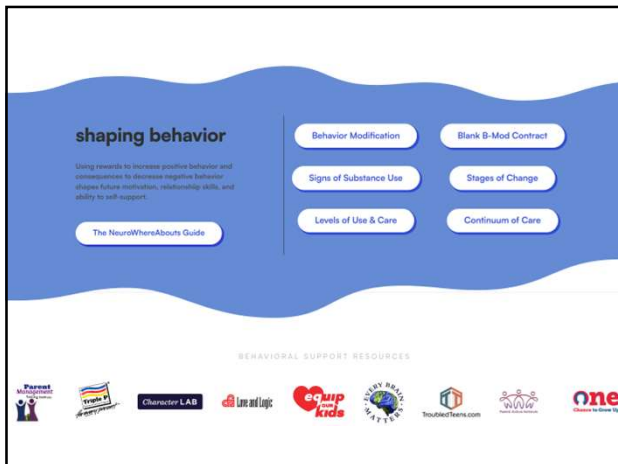 shaping behavior
Using rewards to increase positive behavior and
consequences to decrease negative behavior
shapes future motivation, relationship skills, and
ability to self-support.
The NeuroWhereAbouts Guide
Behavior Modification
Blank B-Mod Contract
Signs of Substance Use
Stages of Change
Levels of Use & Care
Continuum of Care
BEHAVIORAL SUPPORT RESOURCES
Parent
Management
Triple P
Character LAB
Love and Logic
equip
our
kids
EVERY BRAIN
MATTERS
TroubledTeens.com
Parent Action Network
one
Chance to Grow Up